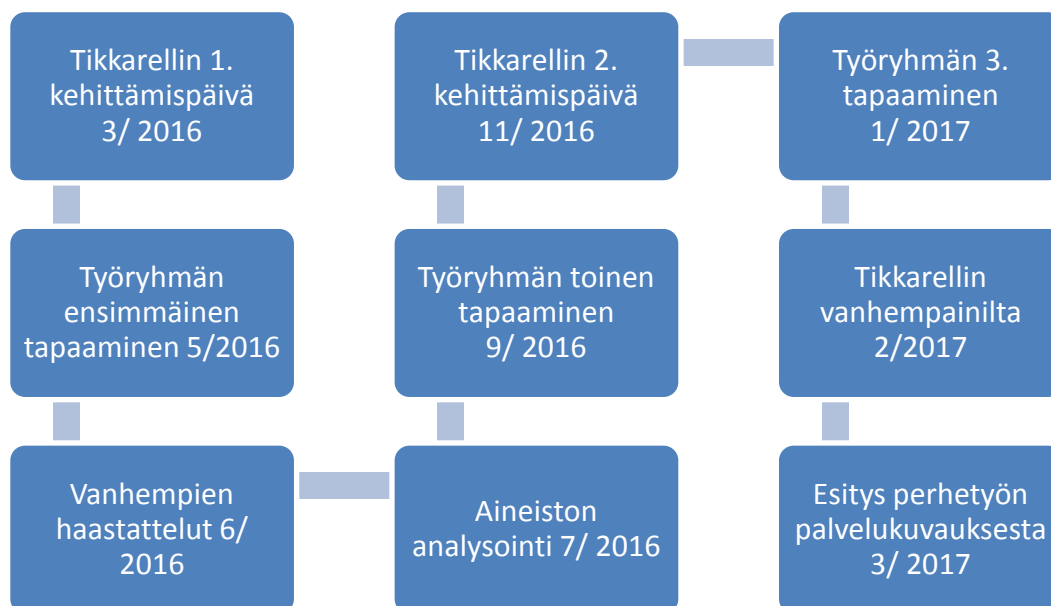 Tikkarellin 1.
kehittämispäivä
3/ 2016
Työryhmän
ensimmäinen
tapaaminen 5/2016
Vanhempien
haastattelut 6/
2016
Aineiston
analysointi 7/ 2016
Työryhmän toinen
tapaaminen
9/ 2016
Tikkarellin 2.
kehittämispäivä
11/ 2016
Työryhmän 3.
tapaaminen
1/ 2017
Tikkarellin
vanhempainilta
2/2017
Esitys perhetyön
palvelukuvauksesta
3/ 2017